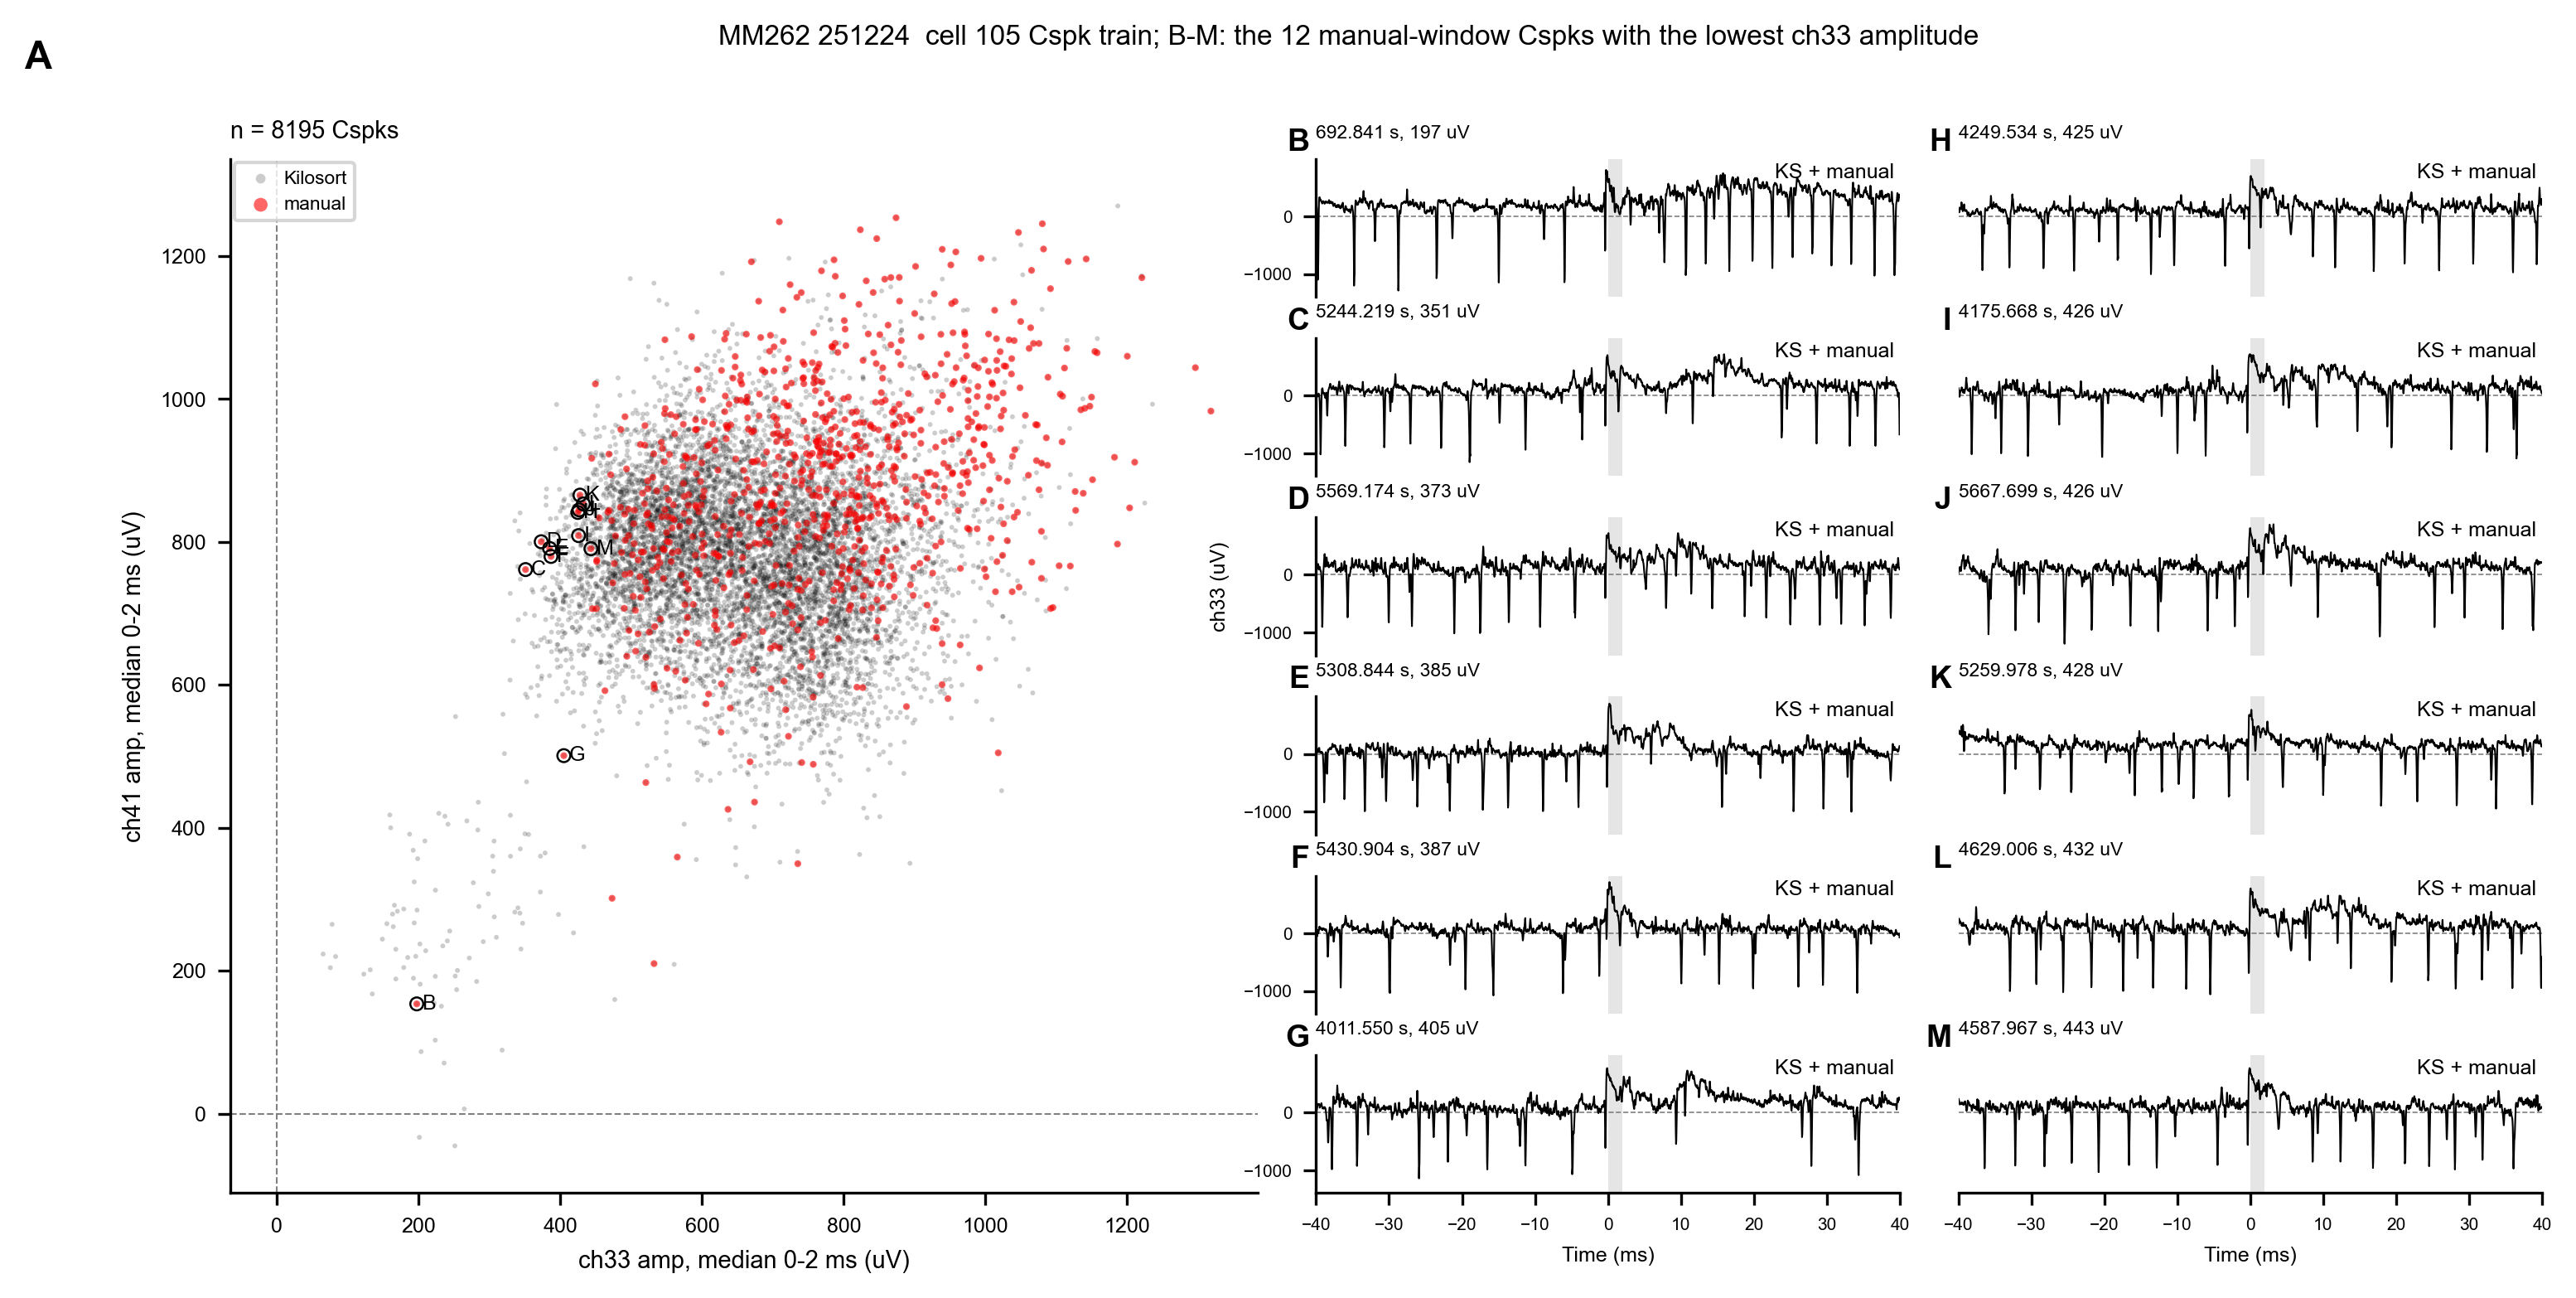 MM262 251224  cell 105 Cspk train; B-M: the 12 manual-window Cspks with the lowest ch33 amplitude
A
n = 8195 Cspks
Kilosort
manual
ch41 amp, median 0-2 ms (uV)
1200
1000
800
600
400
200
0
K
D
I
M
C
G
B
0 200 400 600 800 1000 1200
ch33 amp, median 0-2 ms (uV)
ch33 (uV)
B 692.841 s, 197 uV
KS + manual
0
−1000
C 5244.219 s, 351 uV
KS + manual
0
−1000
D 5569.174 s, 373 uV
KS + manual
0
−1000
E 5308.844 s, 385 uV
KS + manual
0
−1000
F 5430.904 s, 387 uV
KS + manual
0
−1000
G 4011.550 s, 405 uV
KS + manual
0
−1000
−40 −30 −20 −10 0 10 20 30 40
Time (ms)
H 4249.534 s, 425 uV
KS + manual
I 4175.668 s, 426 uV
KS + manual
J 5667.699 s, 426 uV
KS + manual
K 5259.978 s, 428 uV
KS + manual
L 4629.006 s, 432 uV
KS + manual
M 4587.967 s, 443 uV
KS + manual
−40 −30 −20 −10 0 10 20 30 40
Time (ms)